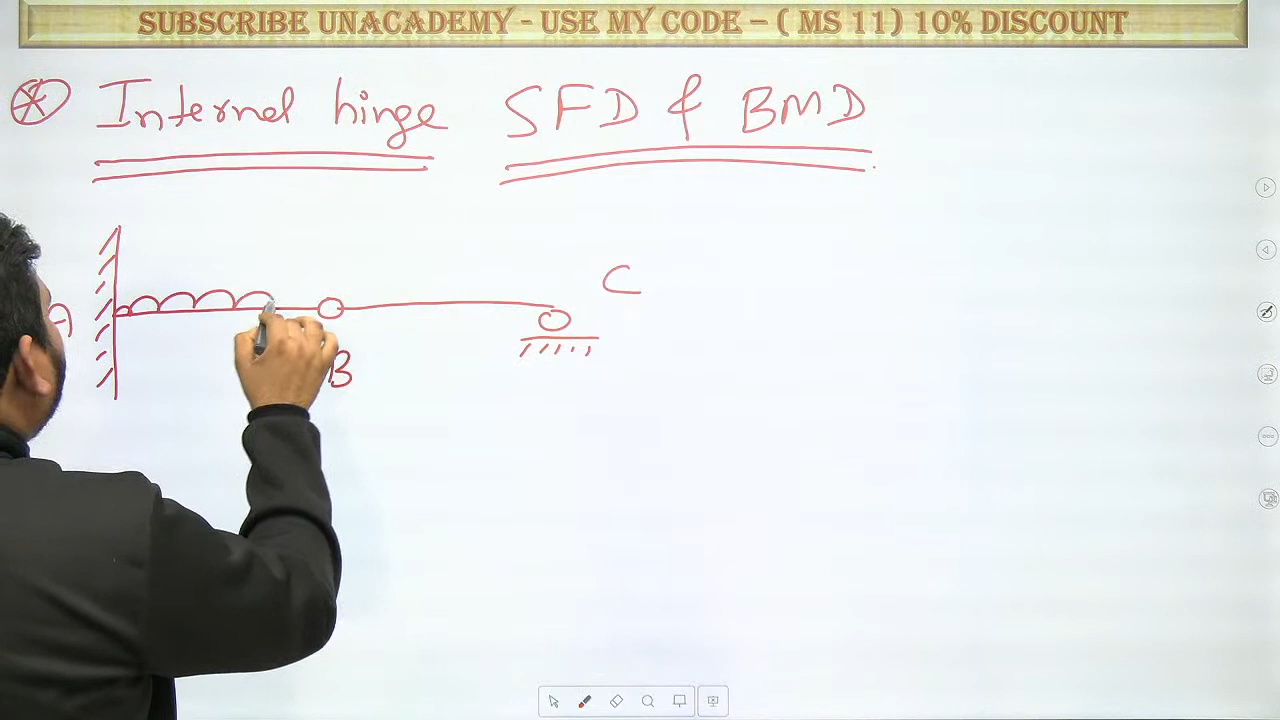 SUBSCRIBE UNACADEMY - USE MY CODE – ( MS 11) 10% DISCOUNT
Internal hinge SFD & BMD
C
A
B